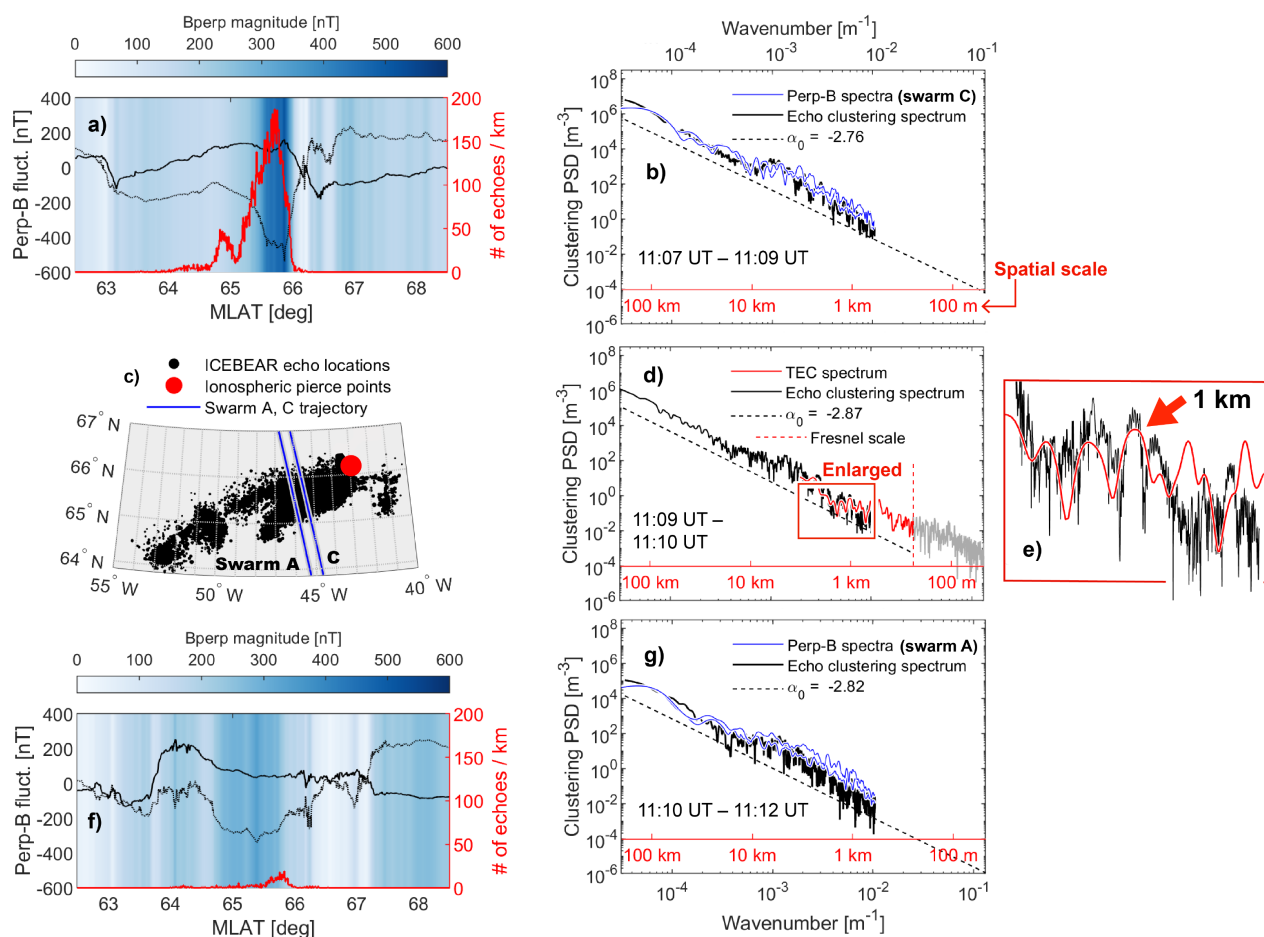 Bperp magnitude [nT]
0 100 200 300 400 500 600
400
200
0
-200
-400
-600
Perp-B fluct. [nT]
a)
200
150
100
50
0
# of echoes / km
63 64 65 66 67 68
MLAT [deg]
Wavenumber [m-1]
10-4 10-3 10-2 10-1
108
106
104
102
100
10-2
10-4
10-6
Clustering PSD [m-3]
Perp-B spectra (swarm C)
Echo clustering spectrum
α0 = -2.76
b)
11:07 UT – 11:09 UT
100 km 10 km 1 km 100 m
Spatial scale
c)
ICEBEAR echo locations
Ionospheric pierce points
Swarm A, C trajectory
67° N
66° N
65° N
64° N
66° N
65° N
64° N
55° W
50° W
45° W
40° W
Swarm A
C
108
106
104
102
100
10-2
10-4
10-6
Clustering PSD [m-3]
d)
TEC spectrum
Echo clustering spectrum
α0 = -2.87
Fresnel scale
Enlarged
11:09 UT –
11:10 UT
100 km 10 km 1 km 100 m
1 km
e)
Bperp magnitude [nT]
0 100 200 300 400 500 600
400
200
0
-200
-400
-600
Perp-B fluct. [nT]
f)
200
150
100
50
0
# of echoes / km
63 64 65 66 67 68
MLAT [deg]
108
106
104
102
100
10-2
10-4
10-6
Clustering PSD [m-3]
g)
Perp-B spectra (swarm A)
Echo clustering spectrum
α0 = -2.82
11:10 UT – 11:12 UT
100 km 10 km 1 km 100 m
10-4 10-3 10-2 10-1
Wavenumber [m-1]